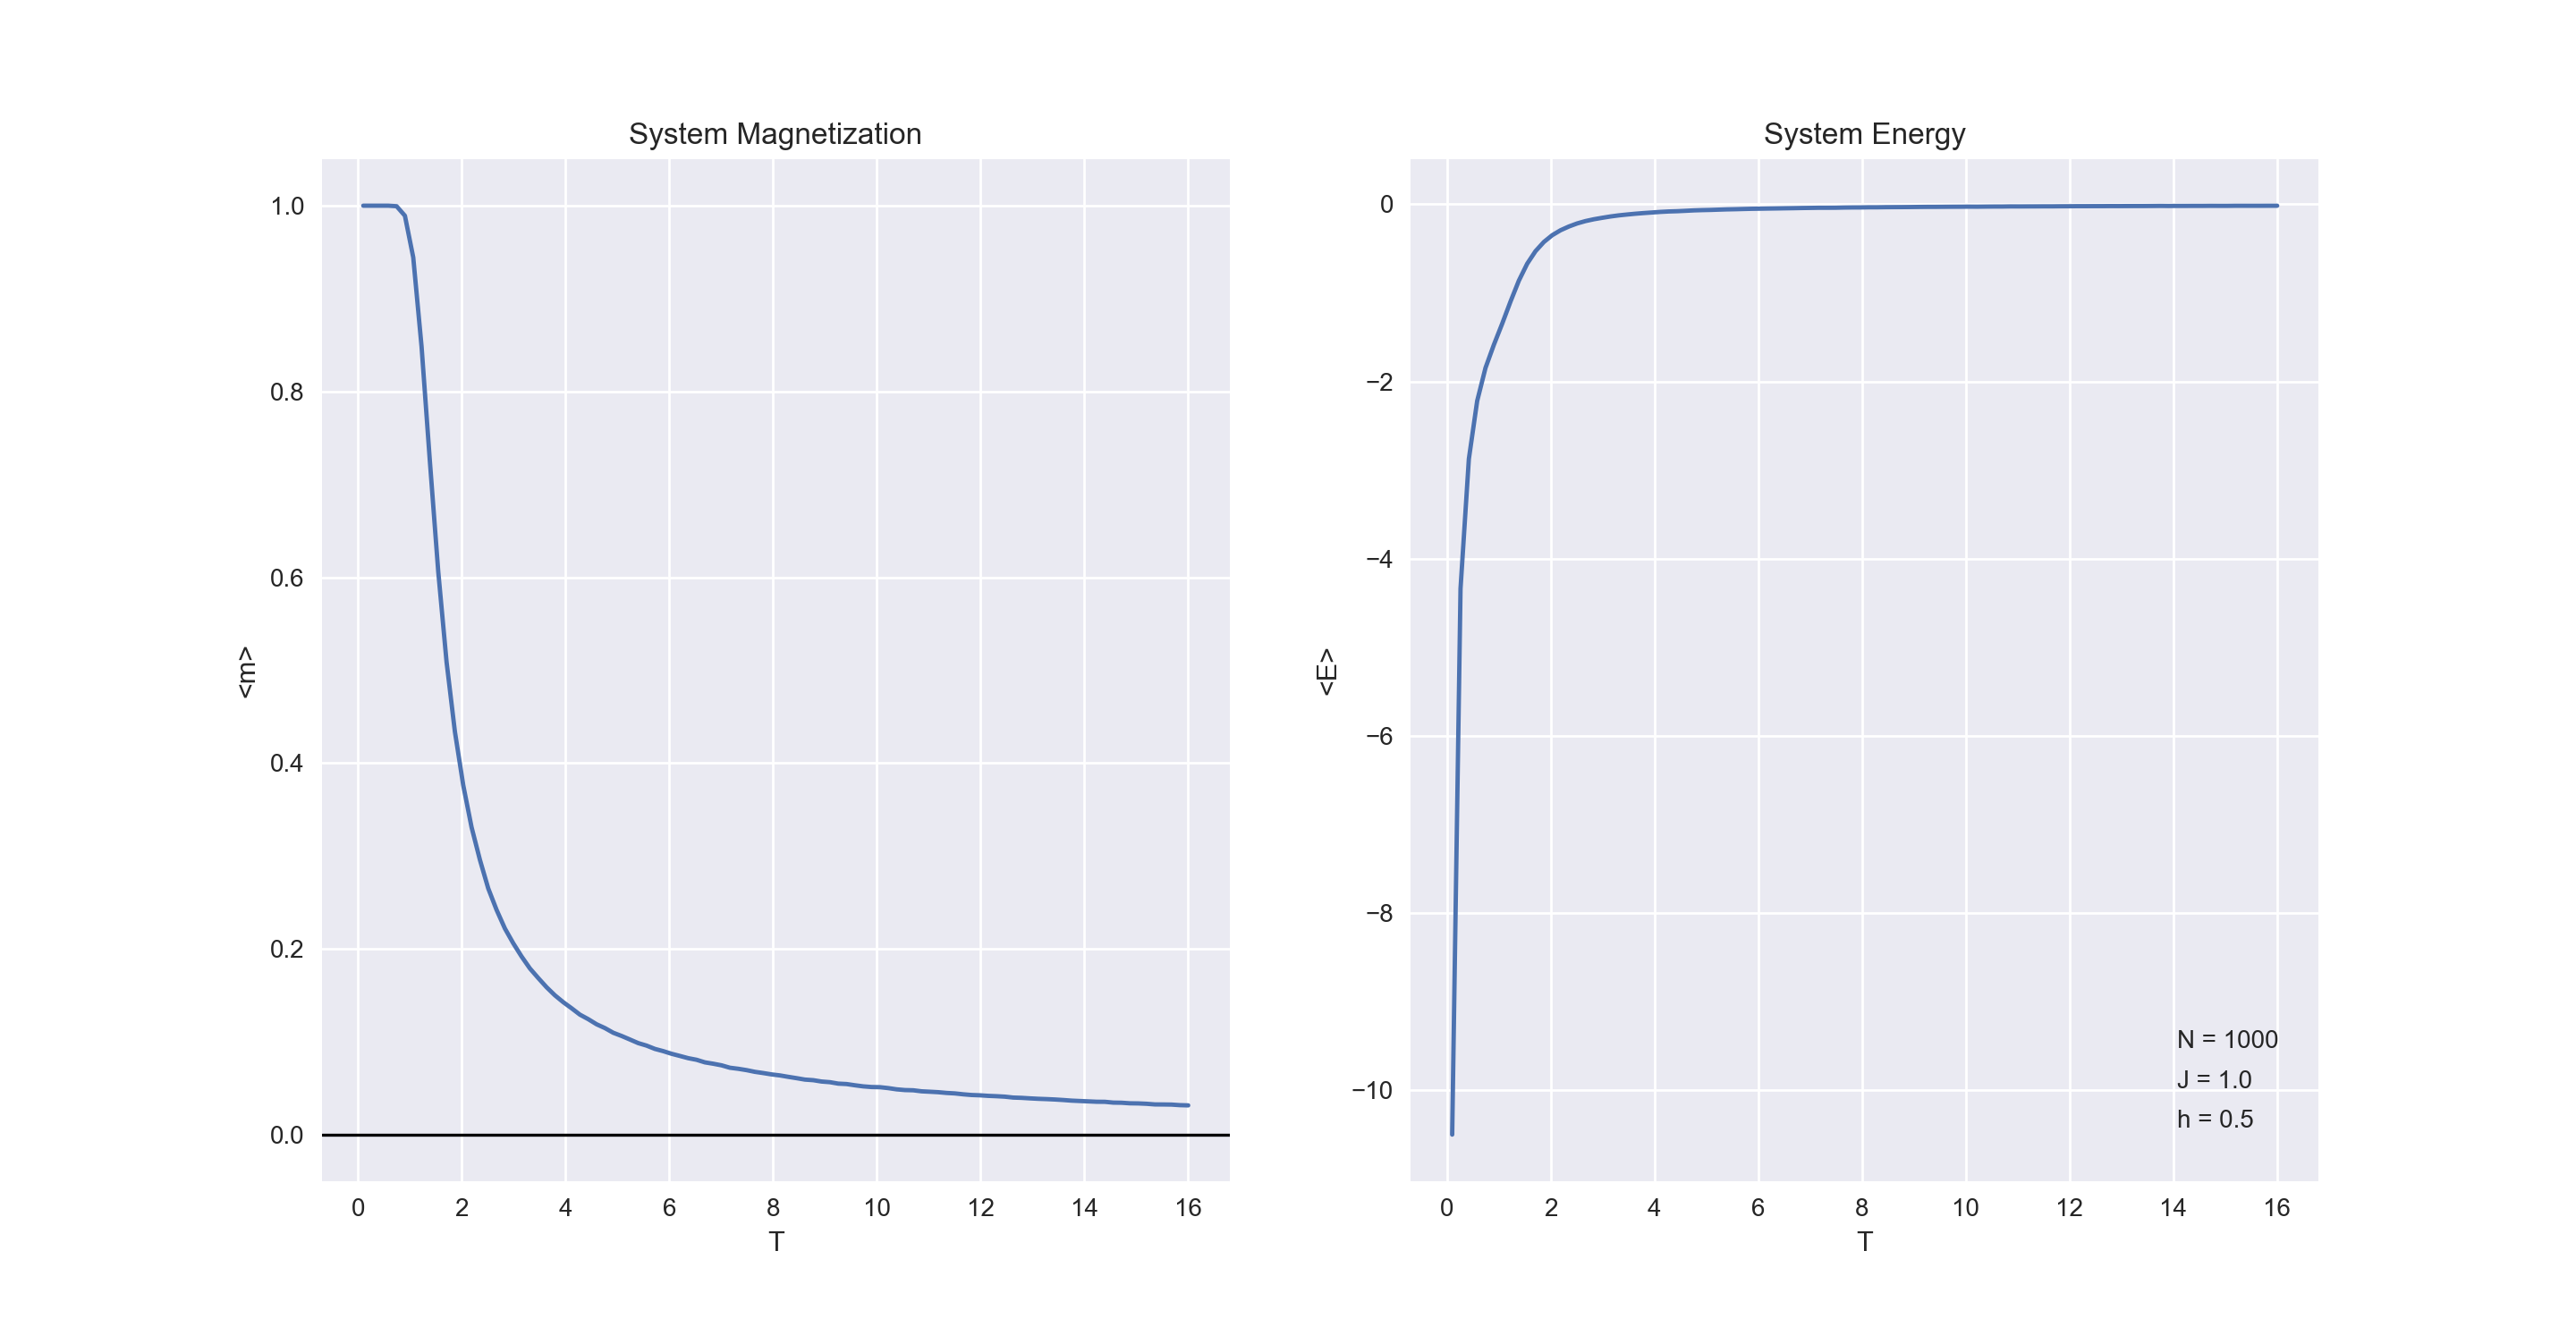 System Magnetization
<m>
1.0
0.8
0.6
0.4
0.2
0.0
0 2 4 6 8 10 12 14 16
T
System Energy
<E>
0
−2
−4
−6
−8
−10
N = 1000
J = 1.0
h = 0.5
0 2 4 6 8 10 12 14 16
T